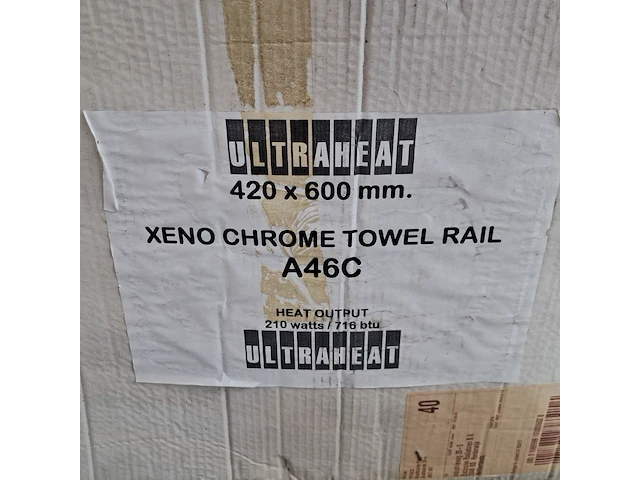 ULTRAHEAT
420 x 600 mm.
XENO CHROME TOWEL RAIL
A46C
HEAT OUTPUT
210 watts / 716 btu
ULTRAHEAT
40